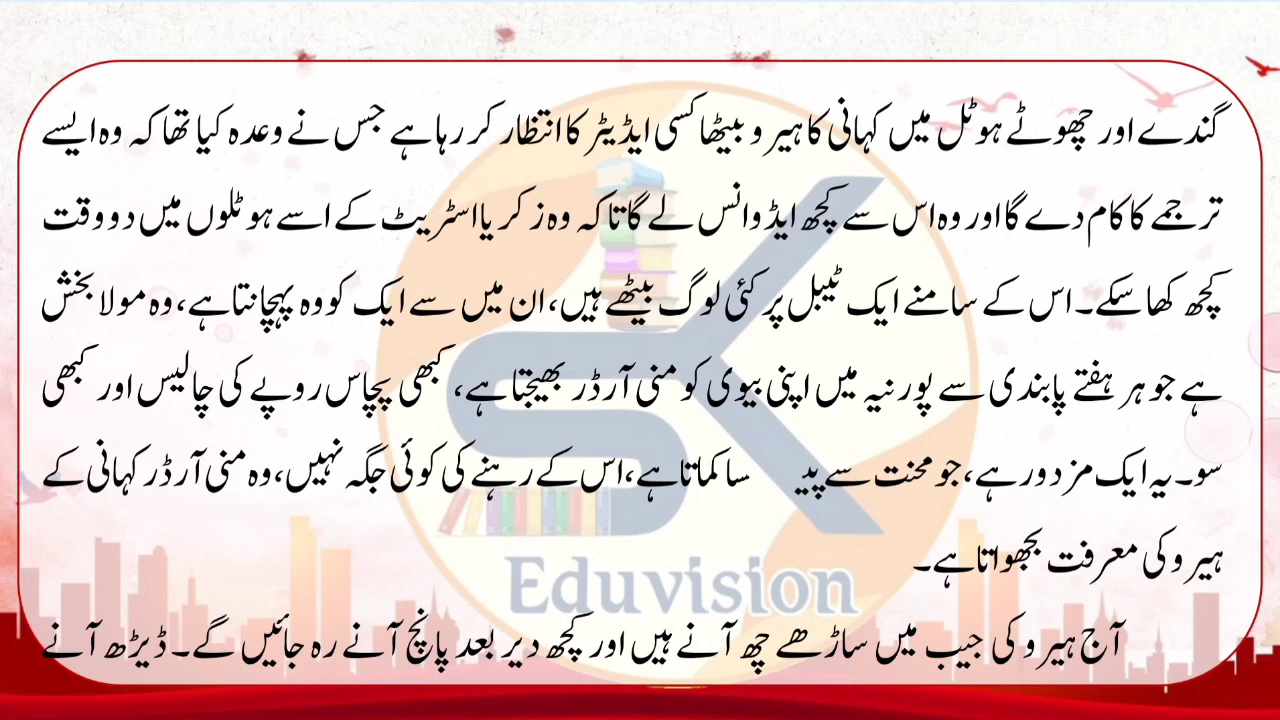 گندے اور چھوٹے ہوٹل میں کہانی کا ہیرو بیٹھا کسی ایڈیٹر کا انتظار کر رہا ہے جس نے وعدہ کیا تھا کہ وہ ایسے
ترجمے کا کام دے گا اور وہ اس سے کچھ ایڈوانس لے گا تاکہ وہ زکریا اسٹریٹ کے اسے ہوٹلوں میں دو وقت
کچھ کھا سکے۔ اس کے سامنے ایک ٹیبل پر کئی لوگ بیٹھے ہیں، ان میں سے ایک کو وہ پہچانتا ہے، وہ مولا بخش
ہے جو ہر ہفتے پابندی سے پورنیہ میں اپنی بیوی کو منی آرڈر بھیجتا ہے، کبھی پچاس روپے کی چالیس اور کبھی
سو۔ یہ ایک مزدور ہے، جو محنت سے پیہ سا کماتا ہے، اس کے رہنے کی کوئی جگہ نہیں، وہ منی آرڈر کہانی کے
ہیرو کی معرفت بجھواتا ہے۔
آج ہیرو کی جیب میں ساڑھے چھ آنے ہیں اور کچھ دیر بعد پانچ آنے رہ جائیں گے۔ ڈیڑھ آنے
SK
Eduvision